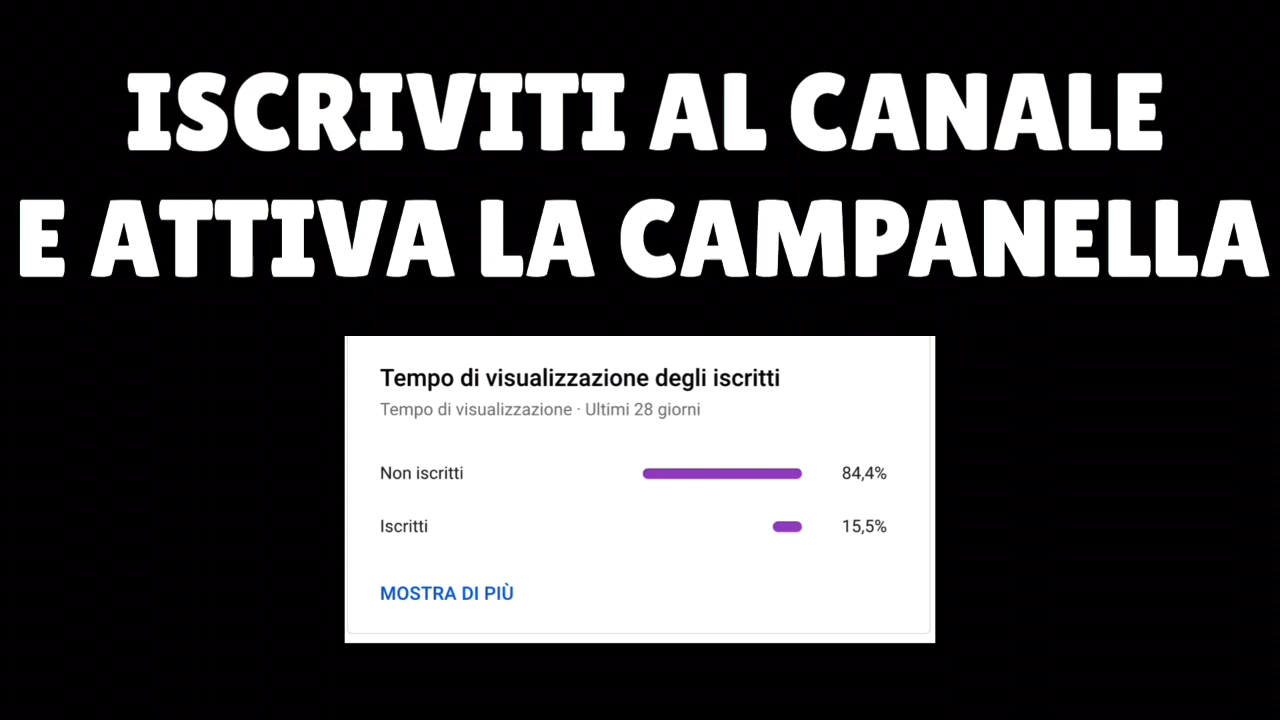 ISCRIVITI AL CANALE
E ATTIVA LA CAMPANELLA
Tempo di visualizzazione degli iscritti
Tempo di visualizzazione · Ultimi 28 giorni
Non iscritti 84,4%
Iscritti 15,5%
MOSTRA DI PIÙ